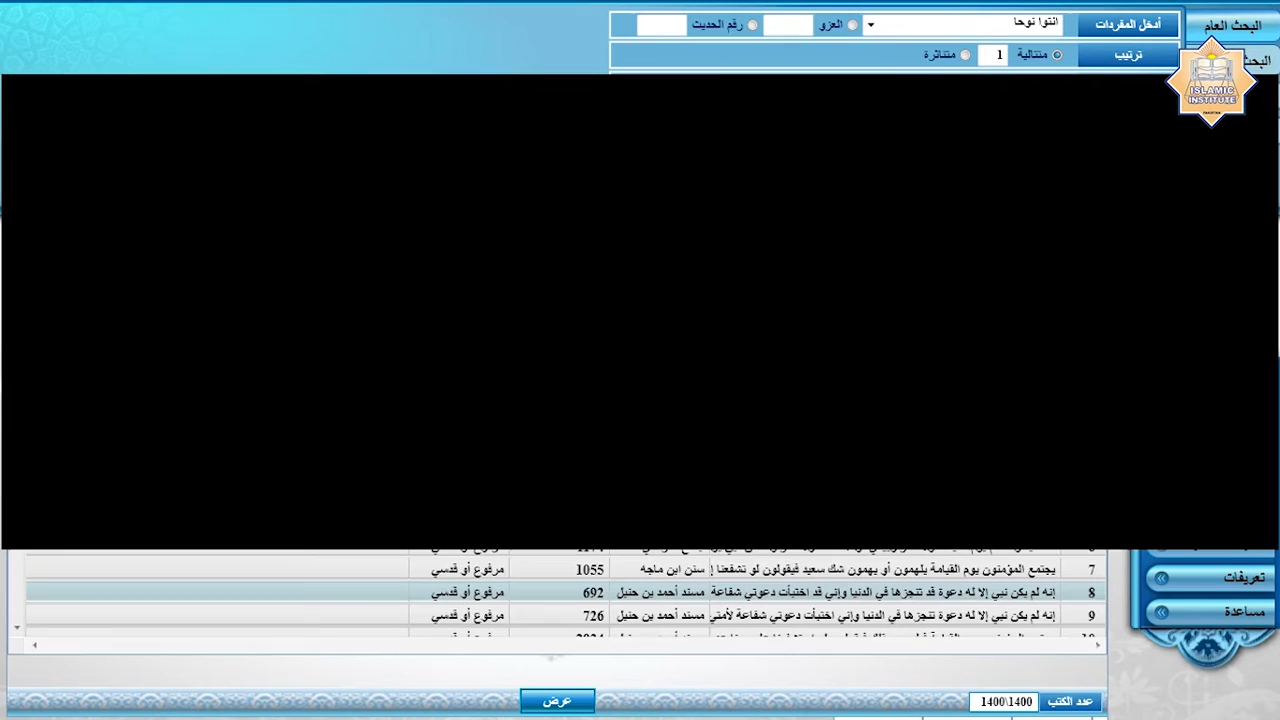 البحث العام
أدخل المفردات ائتوا نوحا العزو رقم الحديث
البحث
ترتيب متتالية 1 متناثرة
ISLAMIC
INSTITUTE
7 يجتمع المؤمنون يوم القيامة يلهمون أو يهمون شك سعيد فيقولون لو تشفعنا إ سنن ابن ماجه 1055 مرفوع أو قدسي
8 إنه لم يكن نبي إلا له دعوة قد تنجزها في الدنيا وإني قد اختبأت دعوتي شفاعة مسند أحمد بن حنبل 692 مرفوع أو قدسي
9 إنه لم يكن نبي إلا له دعوة تنجزها في الدنيا وإني اختبأت دعوتي شفاعة لأمتي مسند أحمد بن حنبل 726 مرفوع أو قدسي
تعريفات
مساعدة
عدد الكتب 1400\1400 عرض